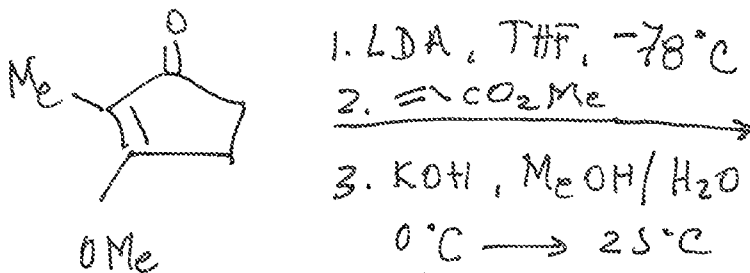 O
Me
OMe
1. LDA, THF, -78°C
2. CO2Me
3. KOH, MeOH/H2O
0°C → 25°C